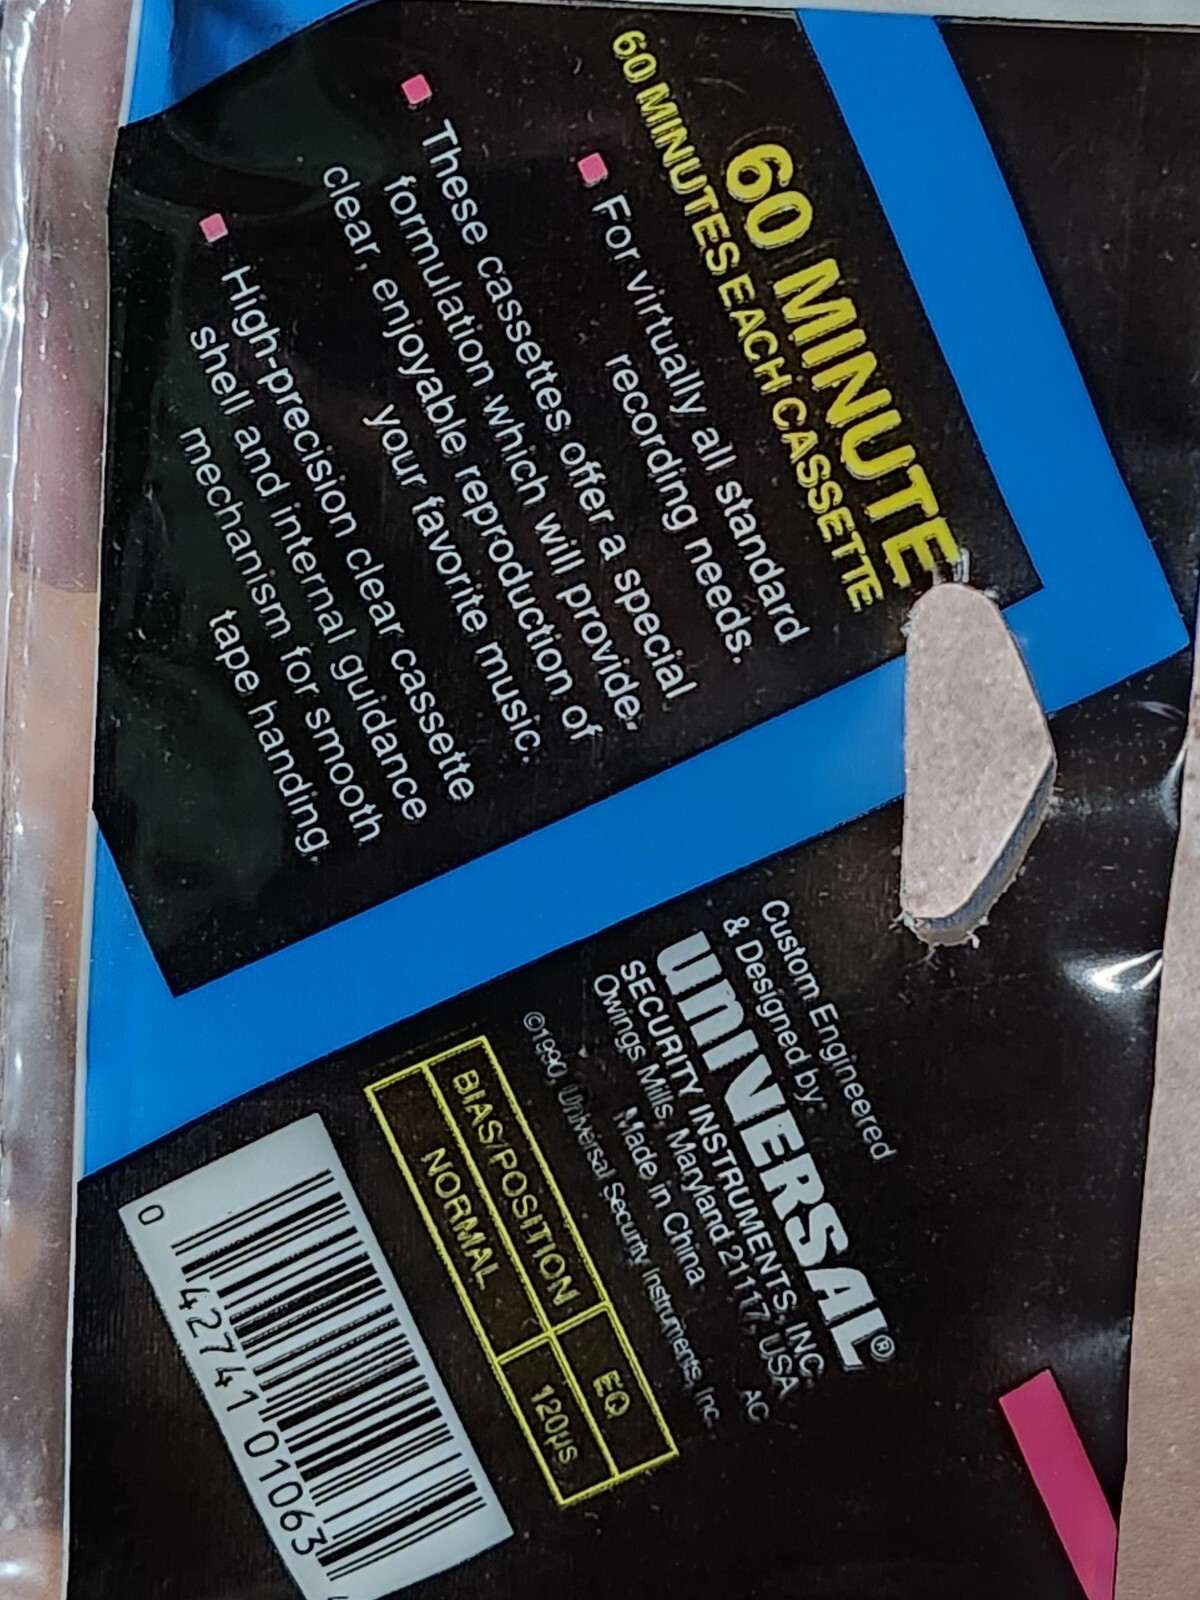 60 MINUTE
60 MINUTES EACH CASSETTE
For virtually all standard
recording needs.
These cassettes offer a special
formulation which will provide
clear, enjoyable reproduction of
your favorite music.
High-precision clear cassette
shell and internal guidance
mechanism for smooth
tape handing.
Custom Engineered
& Designed by:
UNIVERSAL®
SECURITY INSTRUMENTS, INC.
Owings Mills, Maryland 21117, USA
Made in China AC
©1990, Universal Security Instruments, Inc.
BIAS/POSITION EQ
NORMAL 120µs
0 42741 01063